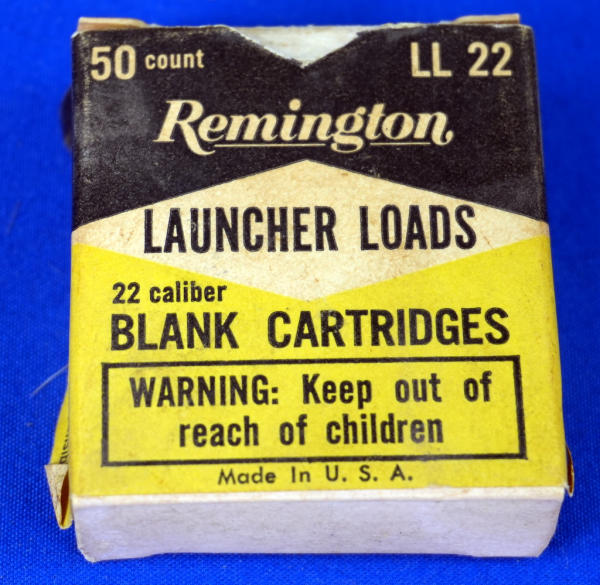 50 count LL 22
Remington
LAUNCHER LOADS
22 caliber
BLANK CARTRIDGES
WARNING: Keep out of
reach of children
Made In U. S. A.